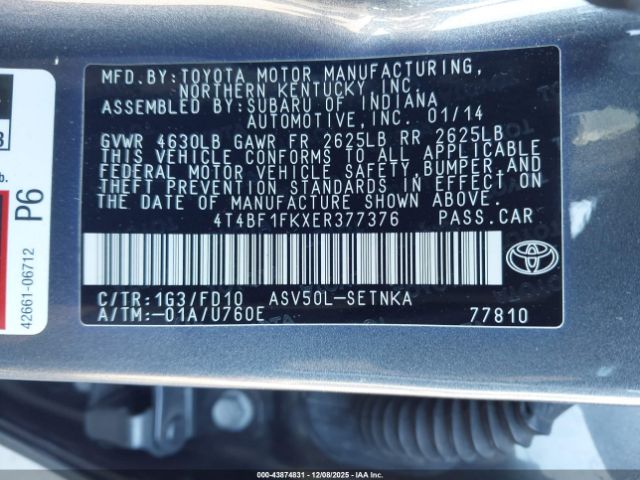 MFD.BY:TOYOTA MOTOR MANUFACTURING,
NORTHERN KENTUCKY,INC.
ASSEMBLED BY:SUBARU OF INDIANA
AUTOMOTIVE,INC. 01/14
GVWR 4630LB GAWR FR 2625LB RR 2625LB
THIS VEHICLE CONFORMS TO ALL APPLICABLE
FEDERAL MOTOR VEHICLE SAFETY,BUMPER,AND
THEFT PREVENTION STANDARDS IN EFFECT ON
THE DATE OF MANUFACTURE SHOWN ABOVE.
4T4BF1FKXER377376 PASS.CAR
C/TR:1G3/FD10 ASV50L-SETNKA
A/TM:-01A/U760E 77810
3
b.
P6
42661-06712
000-43874831 - 12/08/2025 - IAAI.COM